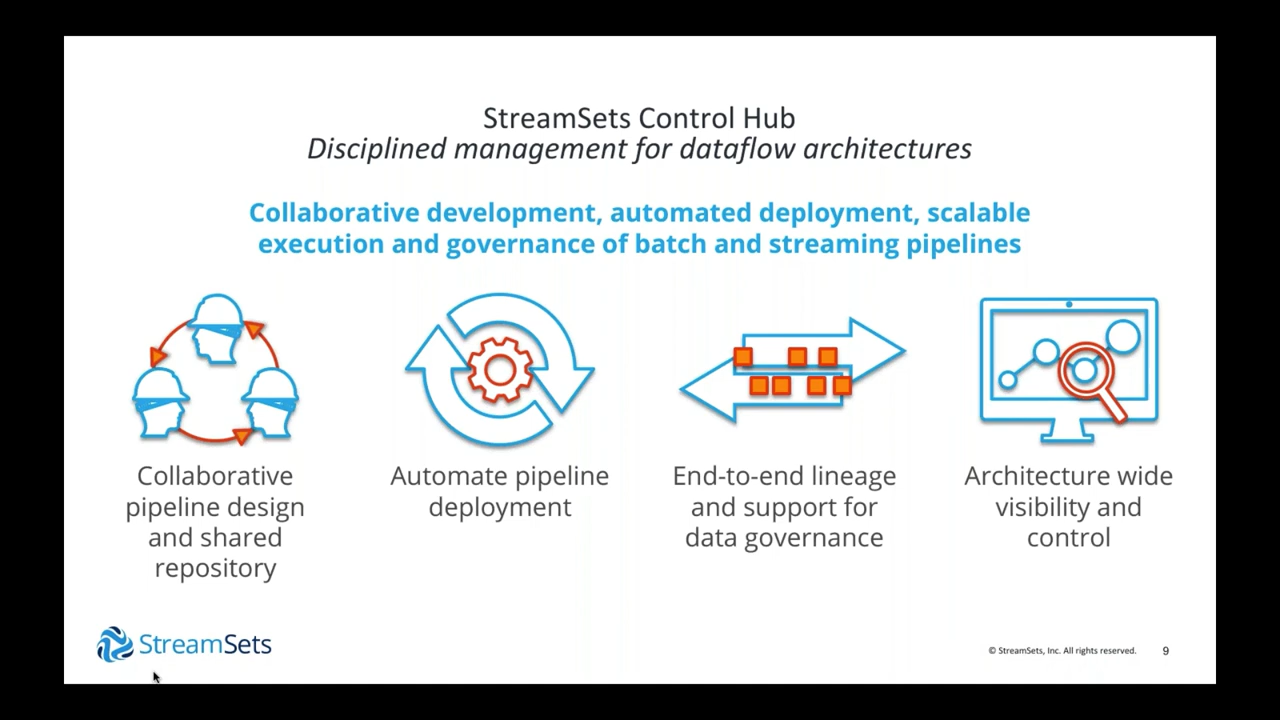 StreamSets Control Hub
Disciplined management for dataflow architectures
Collaborative development, automated deployment, scalable
execution and governance of batch and streaming pipelines
Collaborative
pipeline design
and shared
repository
Automate pipeline
deployment
End-to-end lineage
and support for
data governance
Architecture wide
visibility and
control
StreamSets
© StreamSets, Inc. All rights reserved.
9